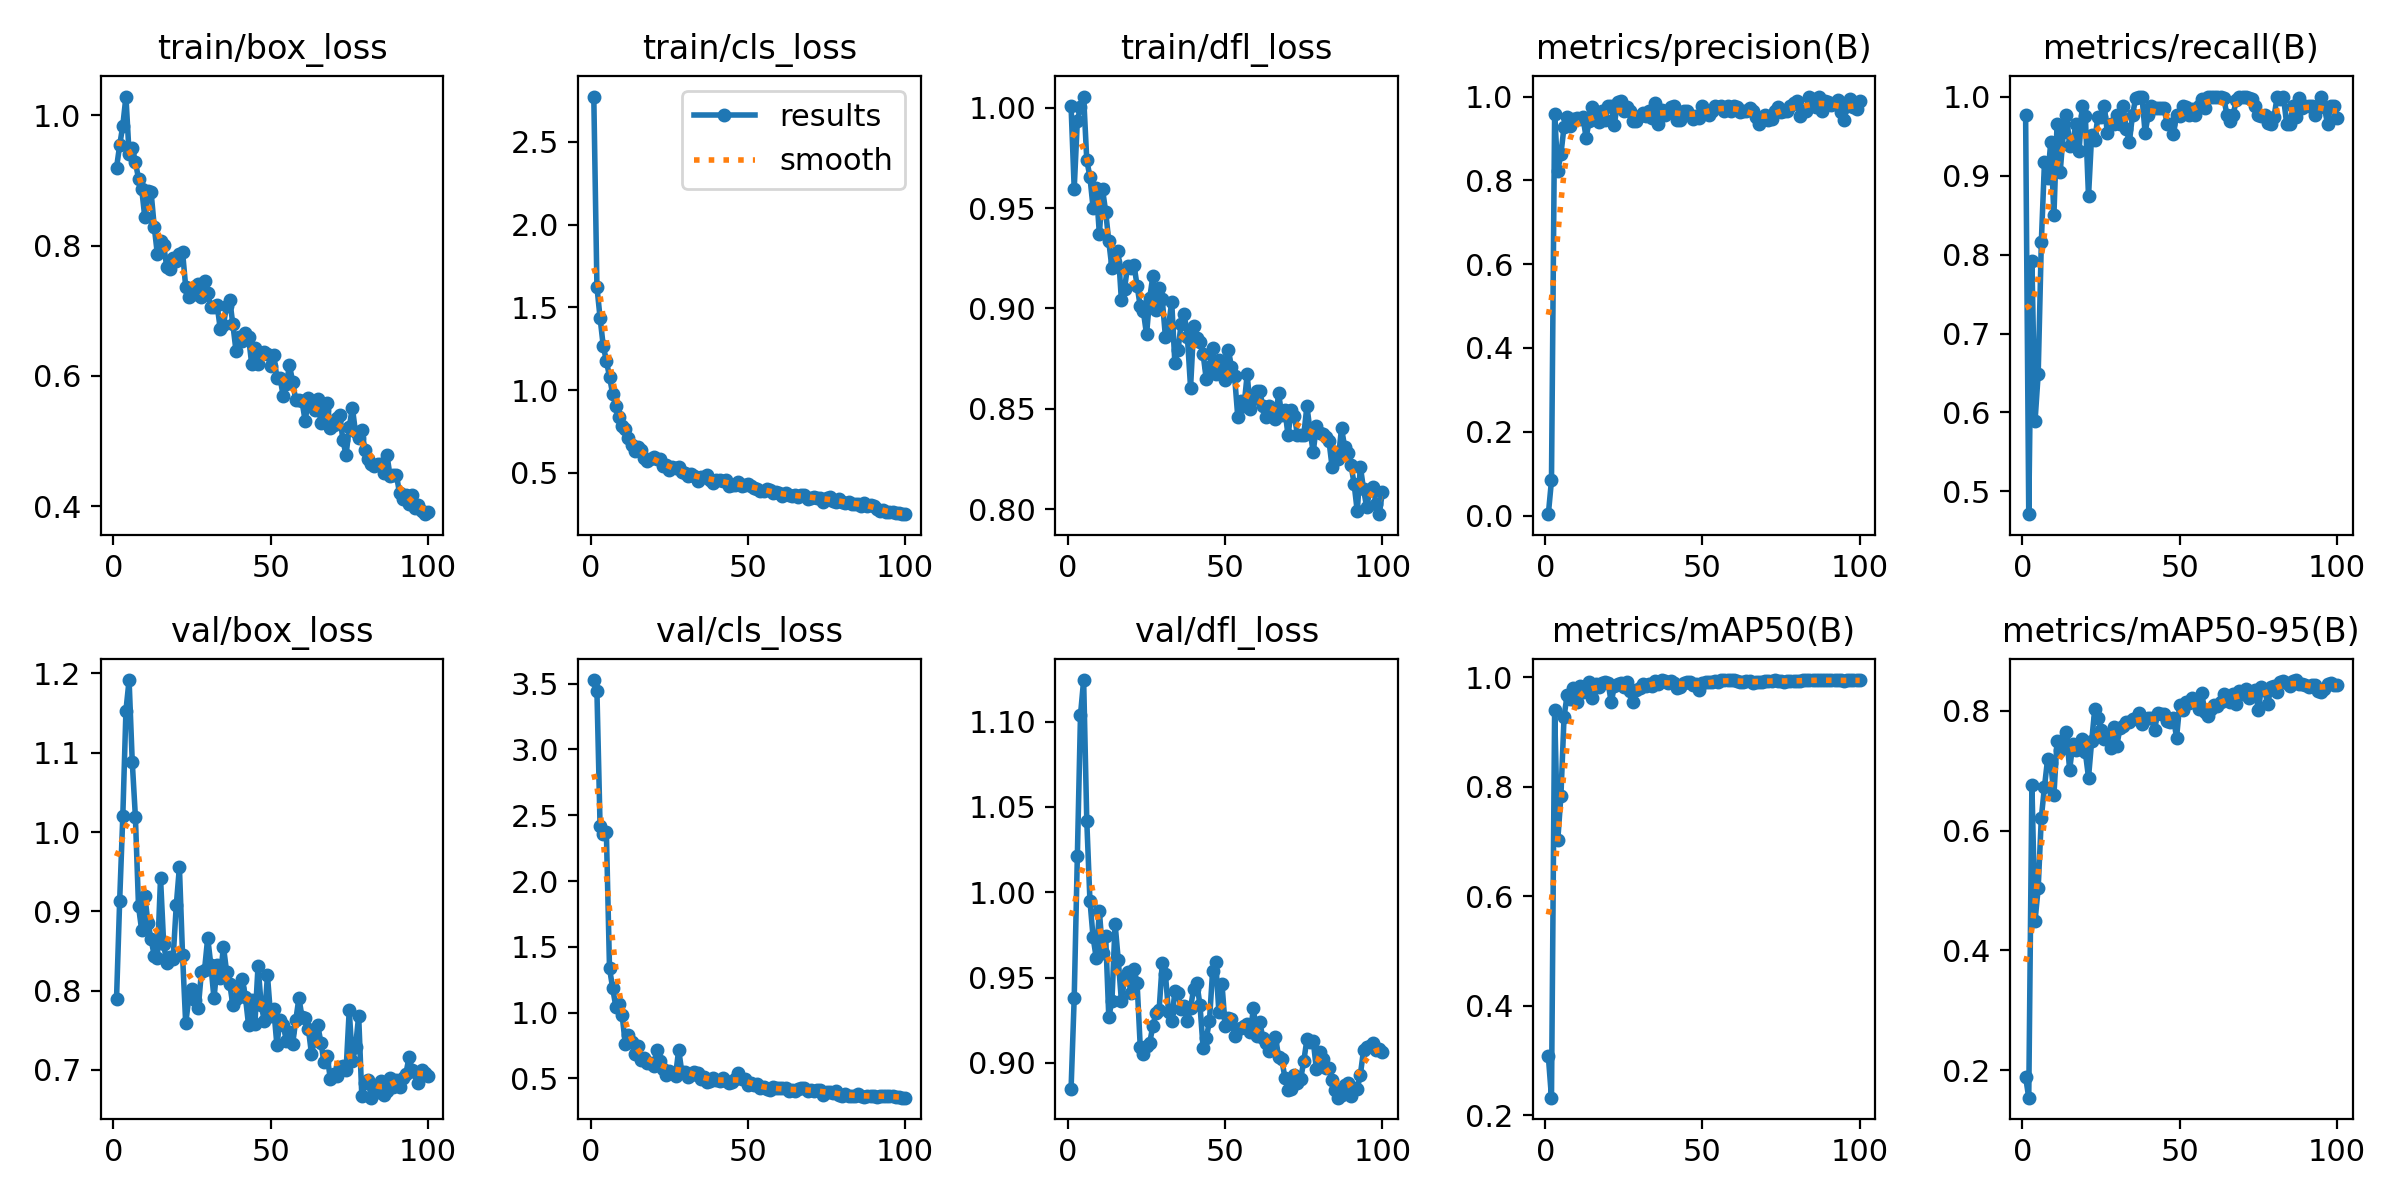 train/box_loss
train/cls_loss
train/dfl_loss
metrics/precision(B)
metrics/recall(B)
1.0
0.8
0.6
0.4
0 50 100
2.5
2.0
1.5
1.0
0.5
0 50 100
results
smooth
1.00
0.95
0.90
0.85
0.80
0 50 100
1.0
0.8
0.6
0.4
0.2
0.0
0 50 100
1.0
0.9
0.8
0.7
0.6
0.5
0 50 100
val/box_loss
val/cls_loss
val/dfl_loss
metrics/mAP50(B)
metrics/mAP50-95(B)
1.2
1.1
1.0
0.9
0.8
0.7
0 50 100
3.5
3.0
2.5
2.0
1.5
1.0
0.5
0 50 100
1.10
1.05
1.00
0.95
0.90
0 50 100
1.0
0.8
0.6
0.4
0.2
0 50 100
0.8
0.6
0.4
0.2
0 50 100